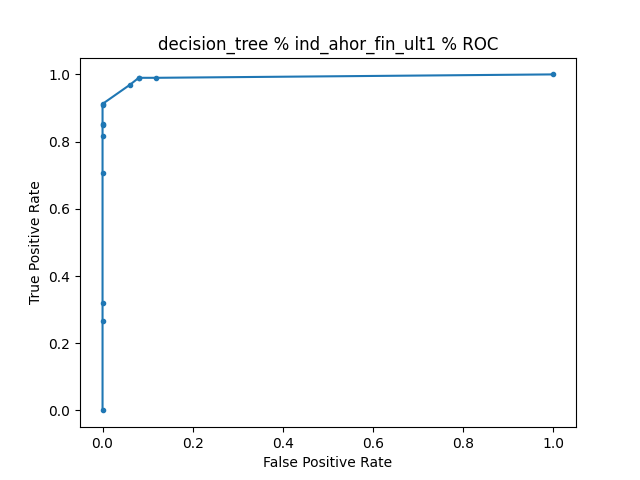 decision_tree % ind_ahor_fin_ult1 % ROC
1.0
0.8
0.6
0.4
0.2
0.0
True Positive Rate
0.0 0.2 0.4 0.6 0.8 1.0
False Positive Rate